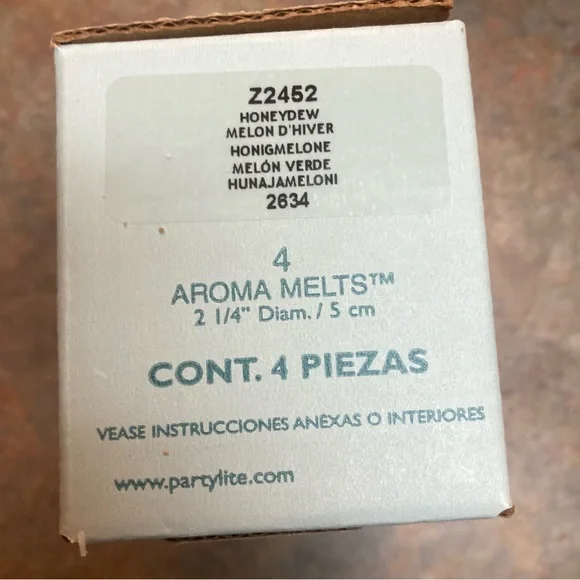 Z2452
HONEYDEW
MELON D'HIVER
HONIGMELONE
MELÓN VERDE
HUNAJAMELONI
2634
4
AROMA MELTS™
2 1/4" Diam. / 5 cm
CONT. 4 PIEZAS
VEASE INSTRUCCIONES ANEXAS O INTERIORES
www.partylite.com